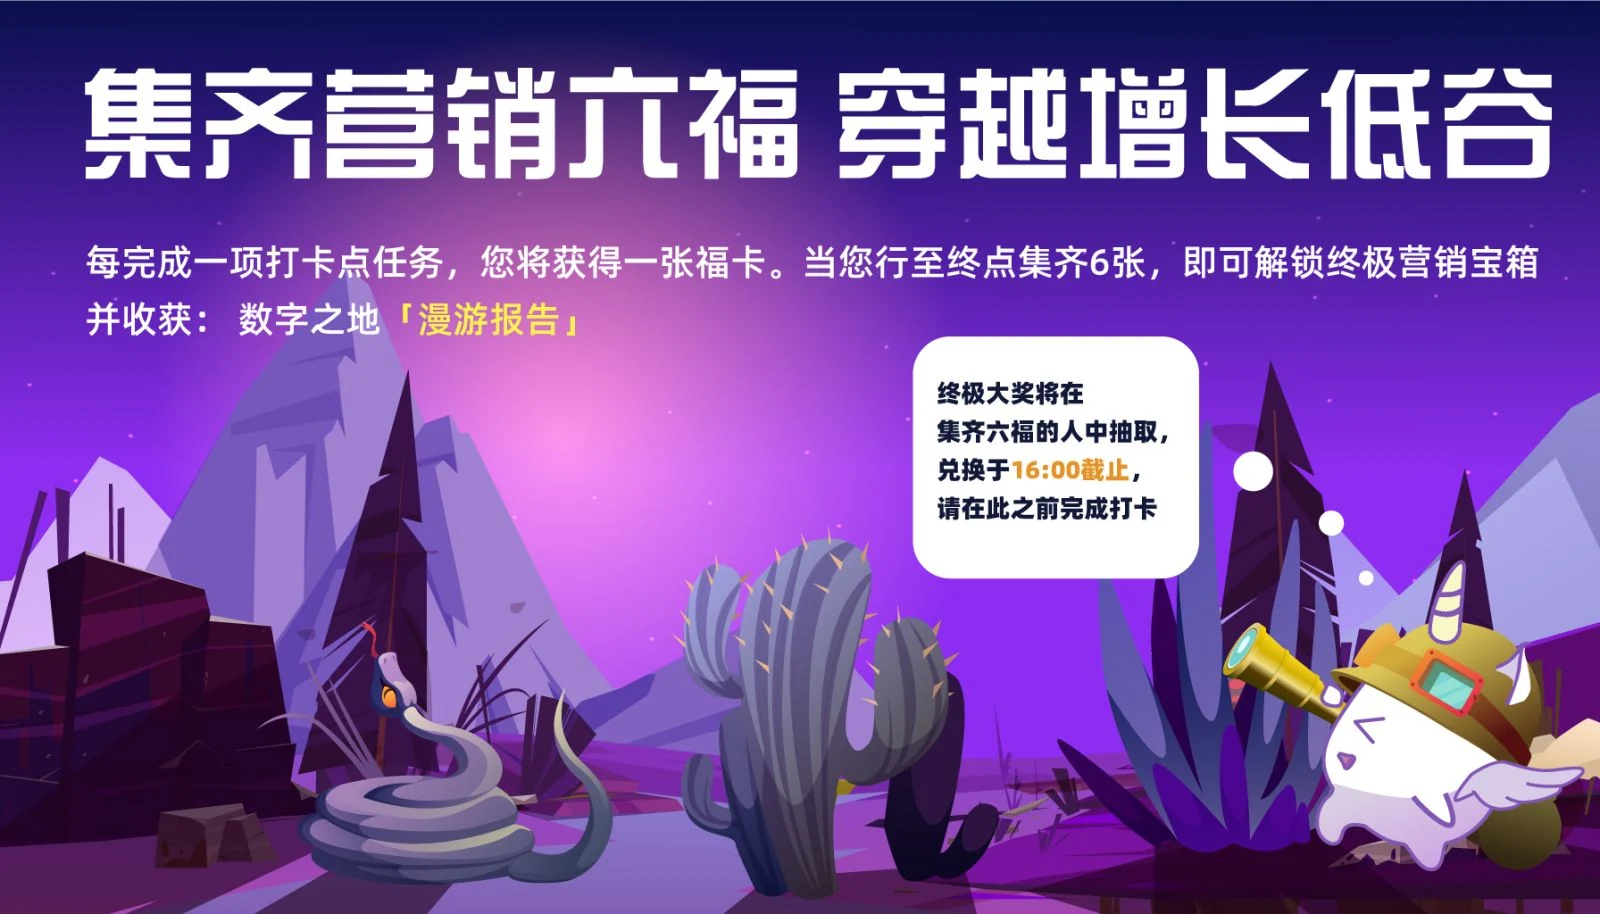 集齐营销六福 穿越增长低谷
每完成一项打卡点任务，您将获得一张福卡。当您行至终点集齐6张，即可解锁终极营销宝箱
并收获： 数字之地「漫游报告」
终极大奖将在
集齐六福的人中抽取，
兑换于16:00截止，
请在此之前完成打卡